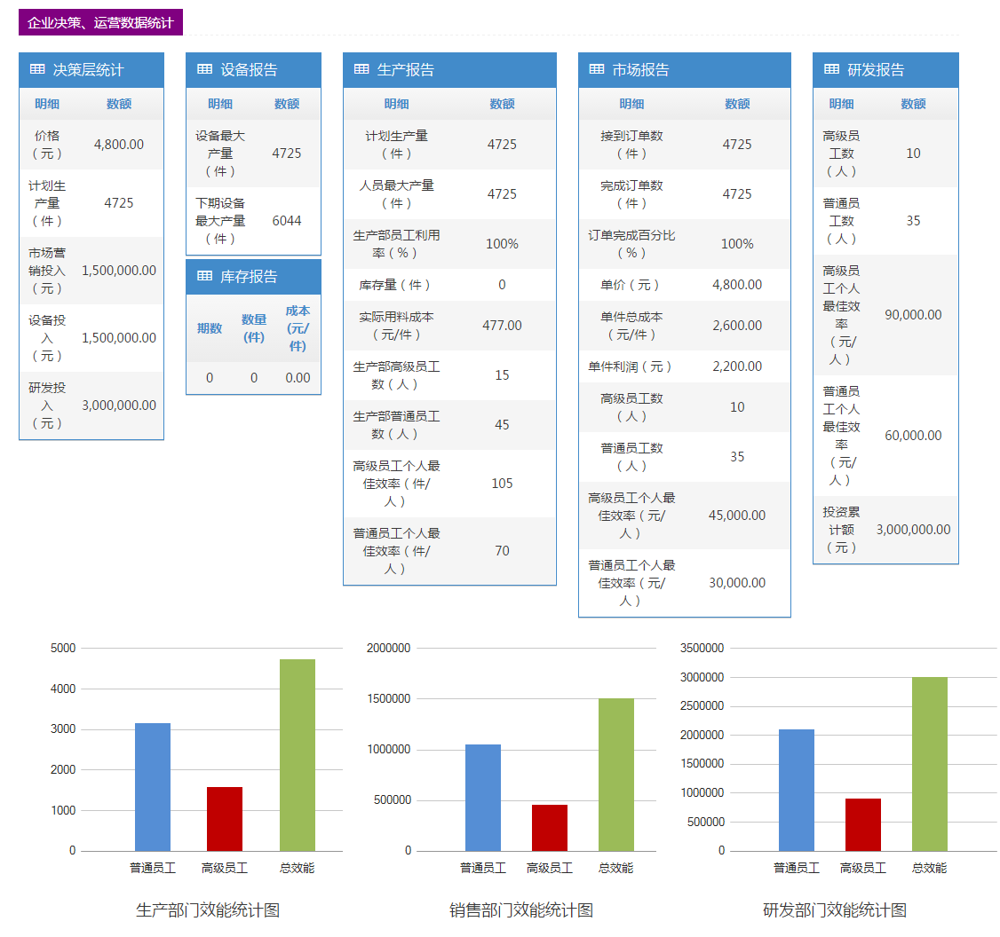 企业决策、运营数据统计
决策层统计
明细 数额
价格
（元） 4,800.00
计划生
产量
（件） 4725
市场营
销投入
（元） 1,500,000.00
设备投
入
（元） 1,500,000.00
研发投
入
（元） 3,000,000.00
设备报告
明细 数额
设备最大
产量
（件） 4725
下期设备
最大产量
（件） 6044
库存报告
期数 数量
(件) 成本
(元/
件)
0 0 0.00
生产报告
明细 数额
计划生产量
（件） 4725
人员最大产量
（件） 4725
生产部员工利用
率（%） 100%
库存量（件） 0
实际用料成本
（元/件） 477.00
生产部高级员工
数（人） 15
生产部普通员工
数（人） 45
高级员工个人最
佳效率（件/
人） 105
普通员工个人最
佳效率（件/
人） 70
市场报告
明细 数额
接到订单数
（件） 4725
完成订单数
（件） 4725
订单完成百分比
（%） 100%
单价（元） 4,800.00
单件总成本
（元/件） 2,600.00
单件利润（元） 2,200.00
高级员工数
（人） 10
普通员工数
（人） 35
高级员工个人最
佳效率（元/
人） 45,000.00
普通员工个人最
佳效率（元/
人） 30,000.00
研发报告
明细 数额
高级员
工数
（人） 10
普通员
工数
（人） 35
高级员
工个人
最佳效
率
（元/
人） 90,000.00
普通员
工个人
最佳效
率
（元/
人） 60,000.00
投资累
计额
（元） 3,000,000.00
5000
4000
3000
2000
1000
0
普通员工 高级员工 总效能
生产部门效能统计图
2000000
1500000
1000000
500000
0
普通员工 高级员工 总效能
销售部门效能统计图
3500000
3000000
2500000
2000000
1500000
1000000
500000
0
普通员工 高级员工 总效能
研发部门效能统计图